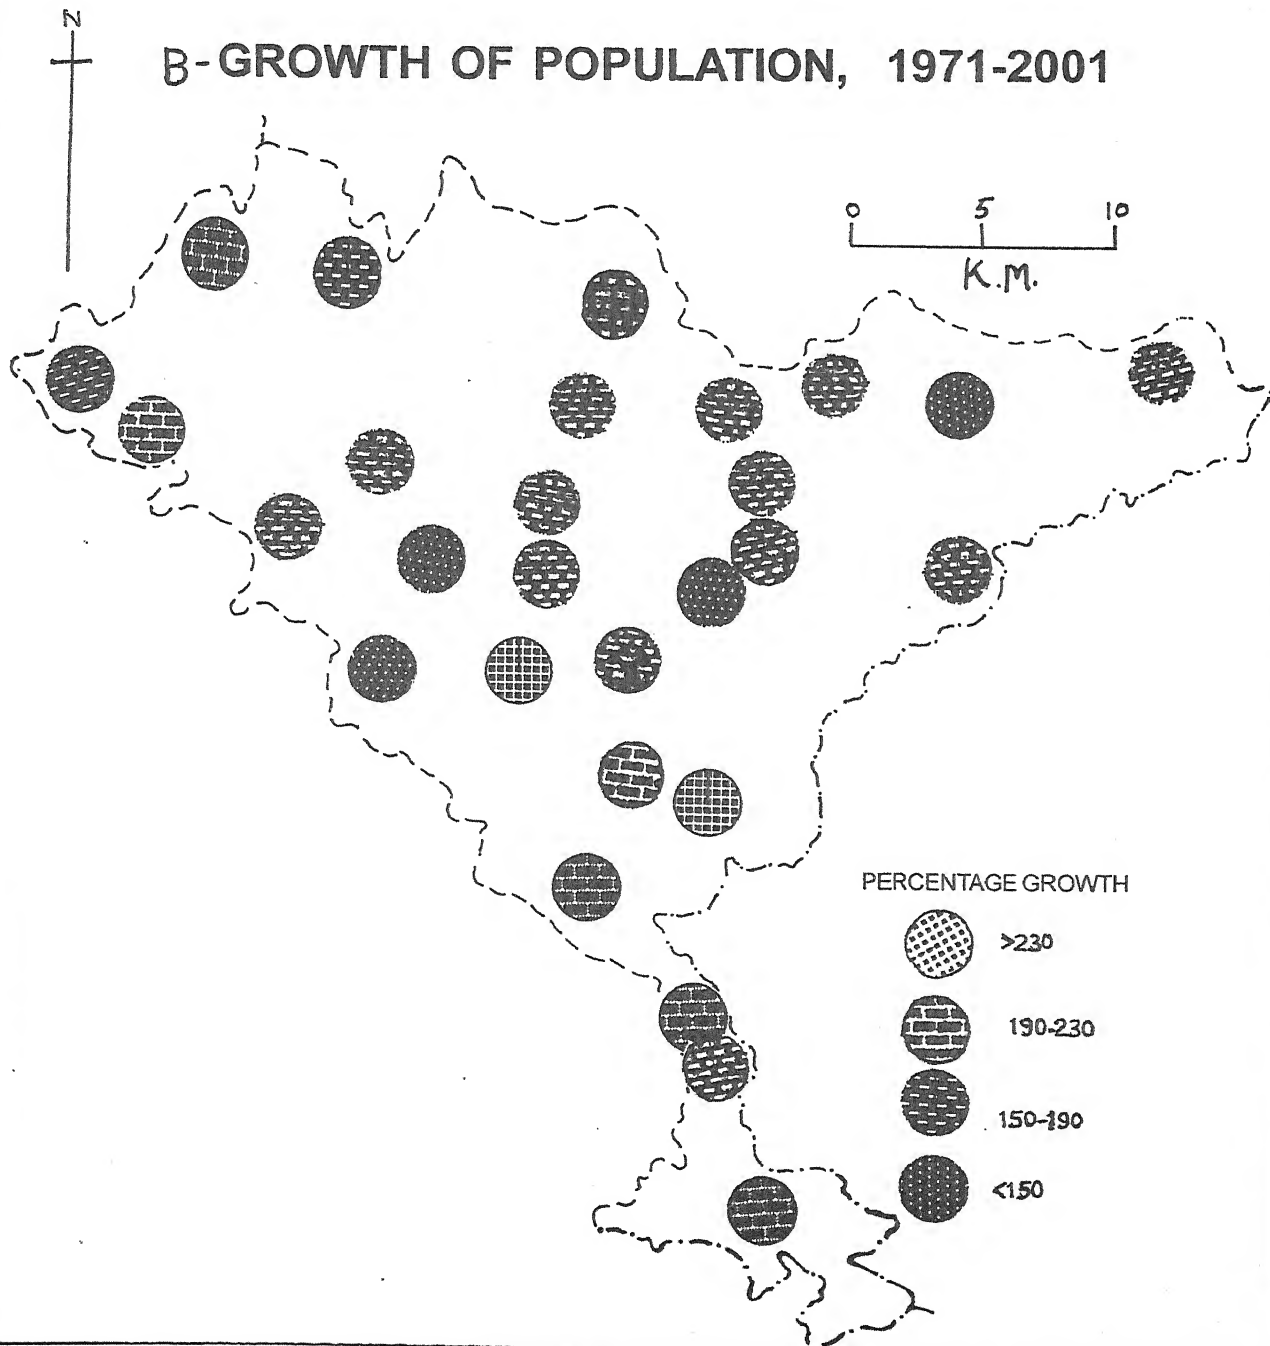 N
B-GROWTH OF POPULATION, 1971-2001
0 5 10
K.M.
PERCENTAGE GROWTH
>230
190-230
150-190
<150